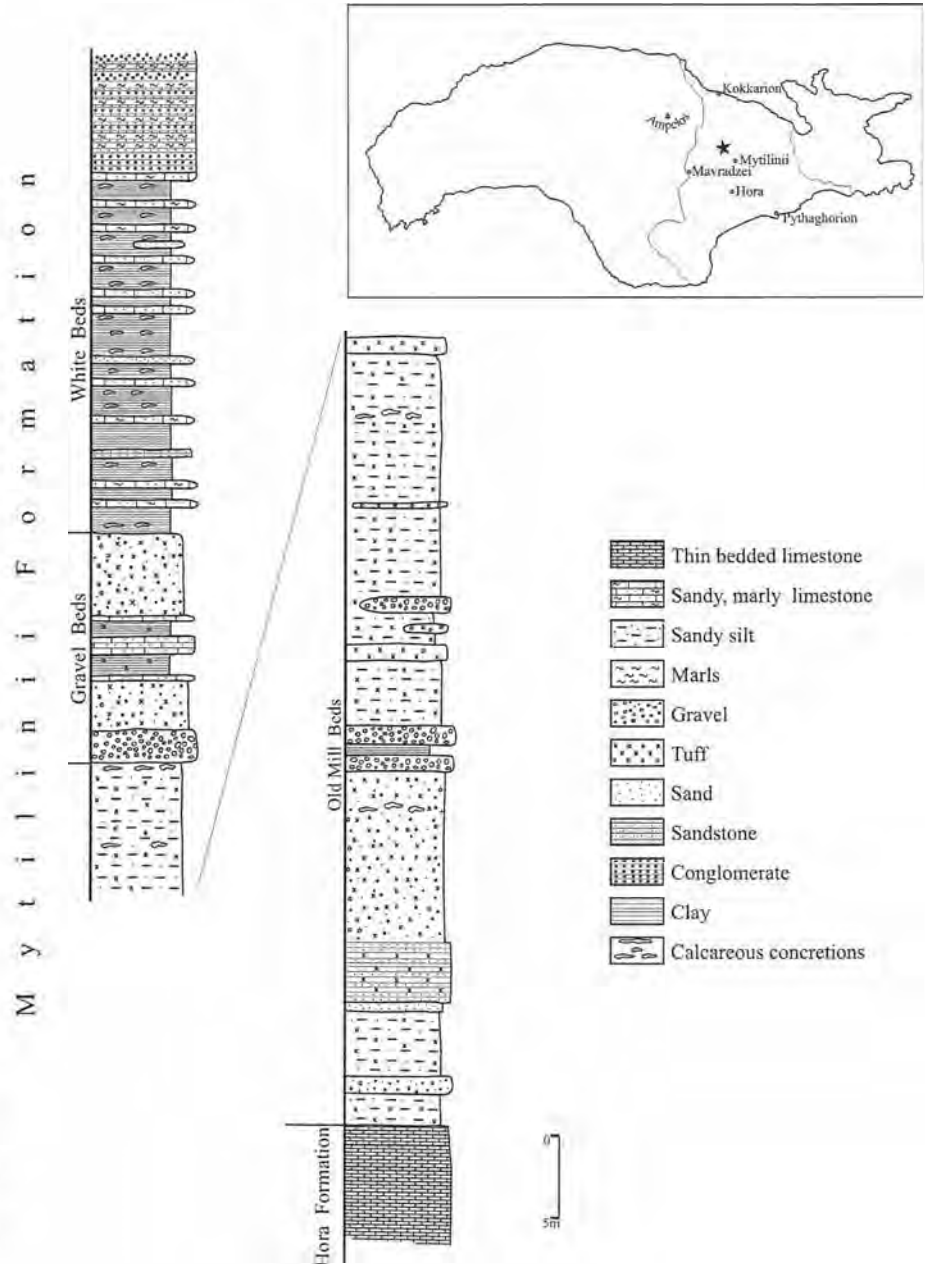 Mytilinii Formation
White Beds
Gravel Beds
Kokkarion
Ampelos
Mytilinii
Mavradzei
Hora
Pythaghorion
Old Mill Beds
Hora Formation
Thin bedded limestone
Sandy, marly limestone
Sandy silt
Marls
Gravel
Tuff
Sand
Sandstone
Conglomerate
Clay
Calcareous concretions
0
5m